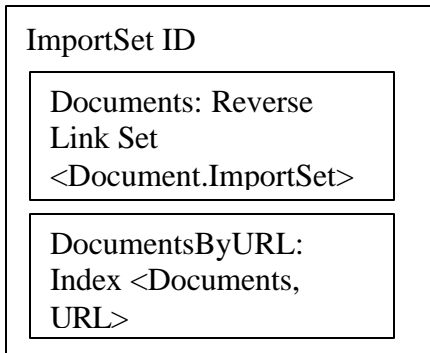 ImportSet ID
Documents: Reverse
Link Set
<Document.ImportSet>
DocumentsByURL:
Index <Documents,
URL>